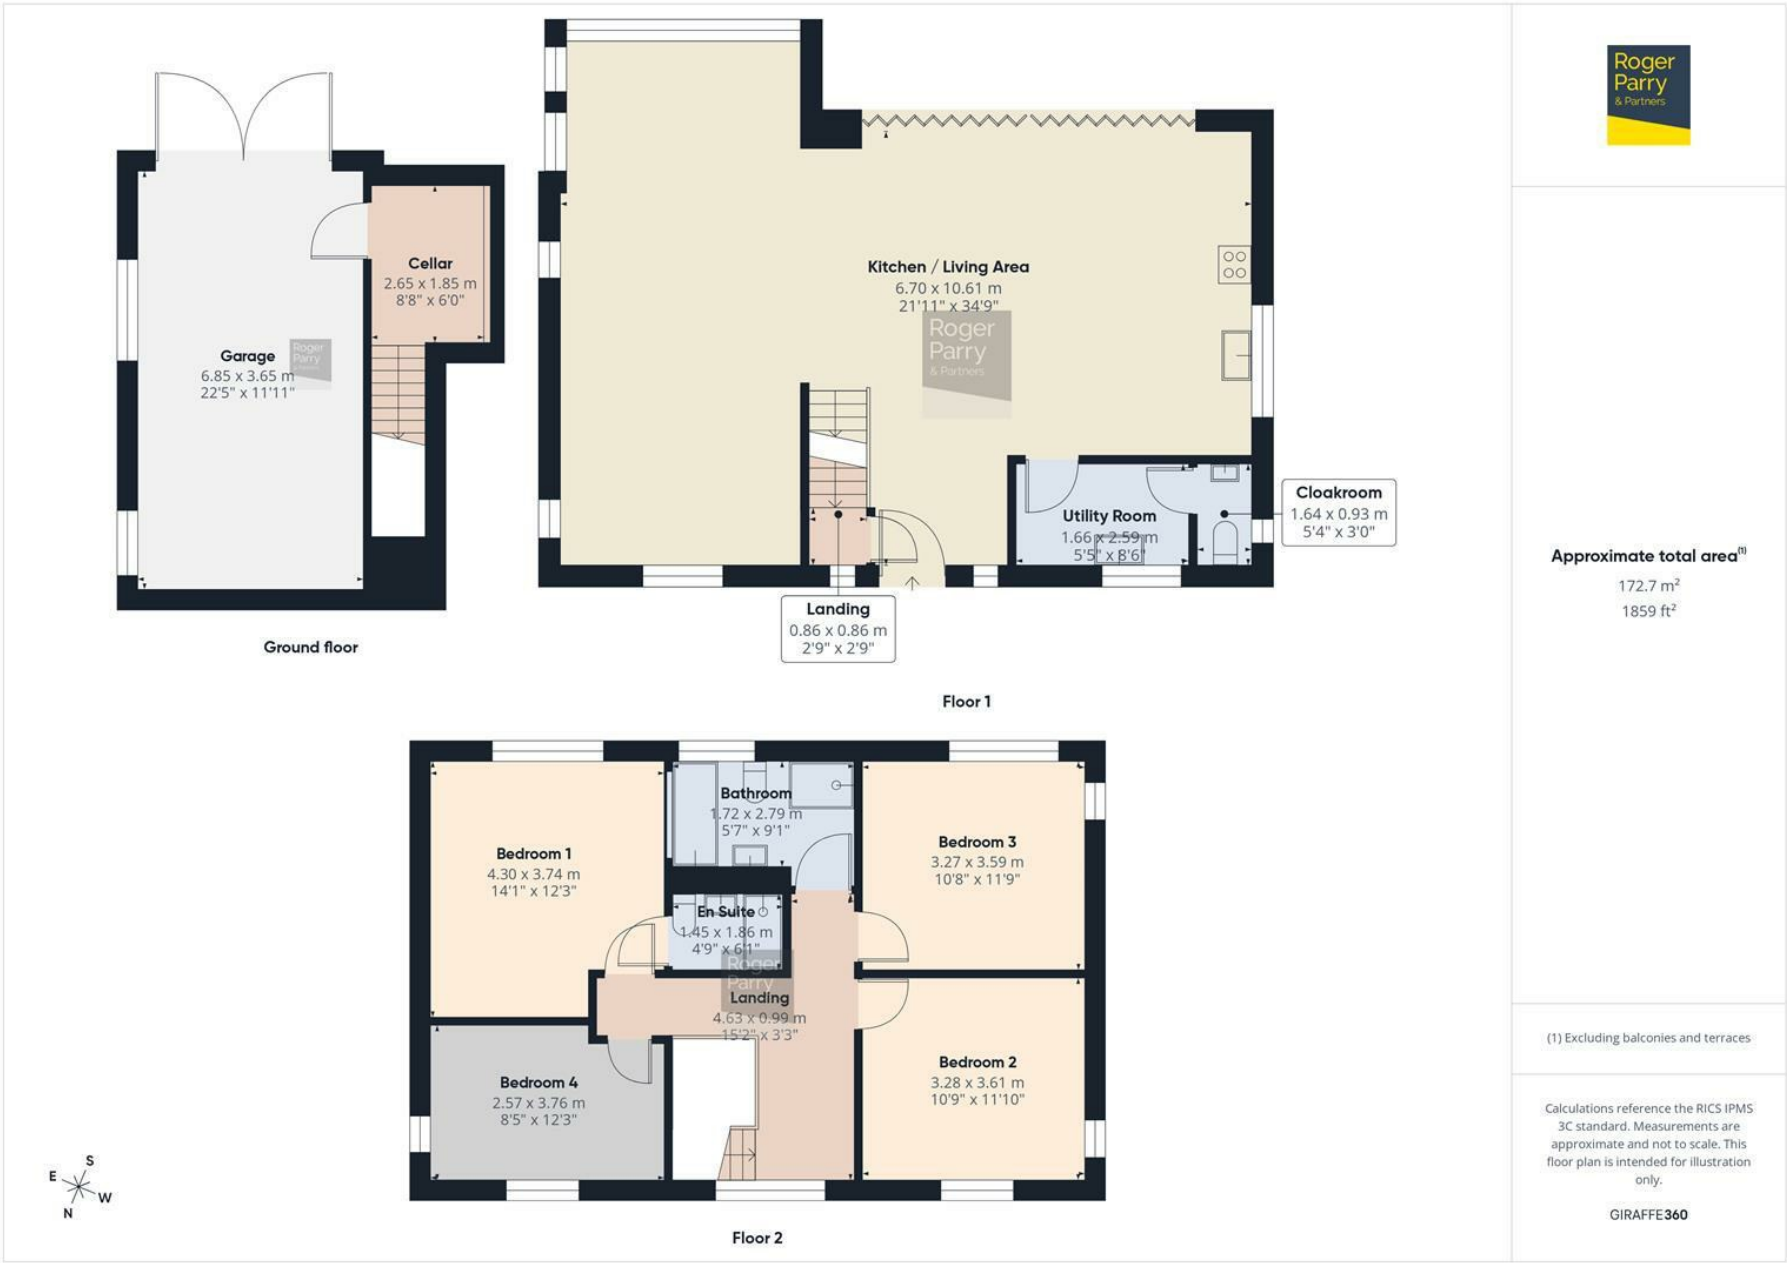 Roger
Parry
& Partners
Approximate total area(1)
172.7 m²
1859 ft²
(1) Excluding balconies and terraces
Calculations reference the RICS IPMS
3C standard. Measurements are
approximate and not to scale. This
floor plan is intended for illustration
only.
GIRAFFE360
Garage
6.85 x 3.65 m
22'5" x 11'11"
Roger
Parry
& Partners
Cellar
2.65 x 1.85 m
8'8" x 6'0"
Ground floor
Kitchen / Living Area
6.70 x 10.61 m
21'11" x 34'9"
Roger
Parry
& Partners
Utility Room
1.66 x 2.59 m
5'5" x 8'6"
Cloakroom
1.64 x 0.93 m
5'4" x 3'0"
Landing
0.86 x 0.86 m
2'9" x 2'9"
Floor 1
Bedroom 1
4.30 x 3.74 m
14'1" x 12'3"
Bathroom
1.72 x 2.79 m
5'7" x 9'1"
Bedroom 3
3.27 x 3.59 m
10'8" x 11'9"
En Suite
1.45 x 1.86 m
4'9" x 6'1"
Roger
Parry
Landing
4.63 x 0.99 m
15'2" x 3'3"
Bedroom 4
2.57 x 3.76 m
8'5" x 12'3"
Bedroom 2
3.28 x 3.61 m
10'9" x 11'10"
Floor 2
S
E
W
N